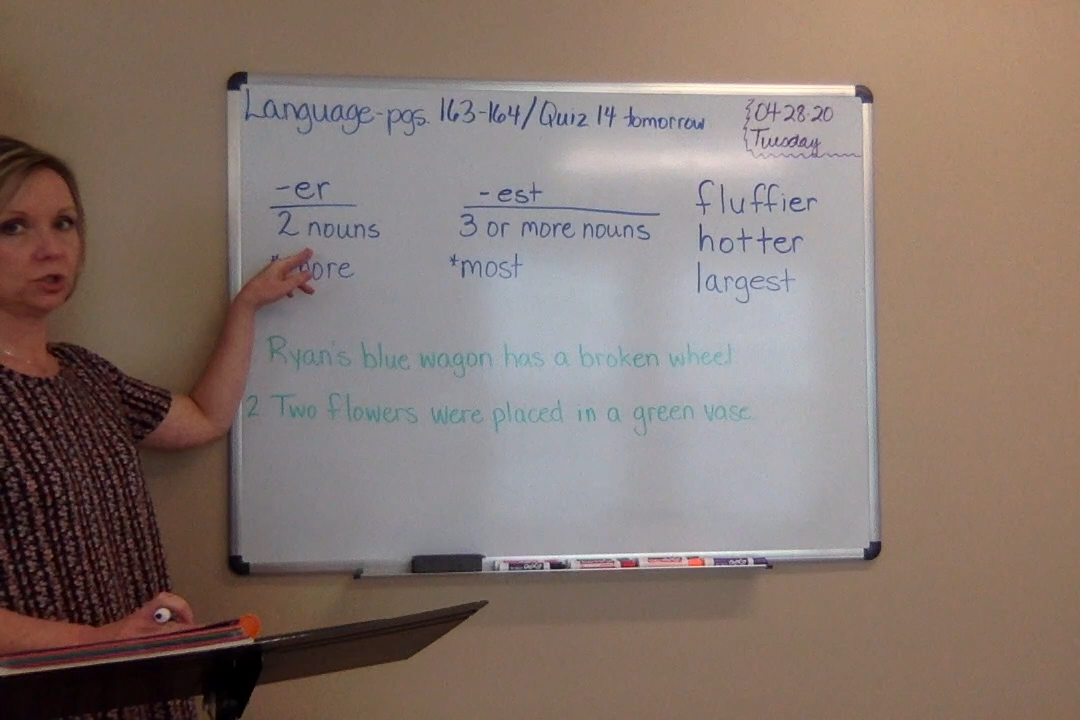 Language-pgs. 163-164/Quiz 14 tomorrow
04-28-20
Tuesday
-er
2 nouns
-est
3 or more nouns
*most
fluffier
hotter
largest
Ryan's blue wagon has a broken wheel
2 Two flowers were placed in a green vase.